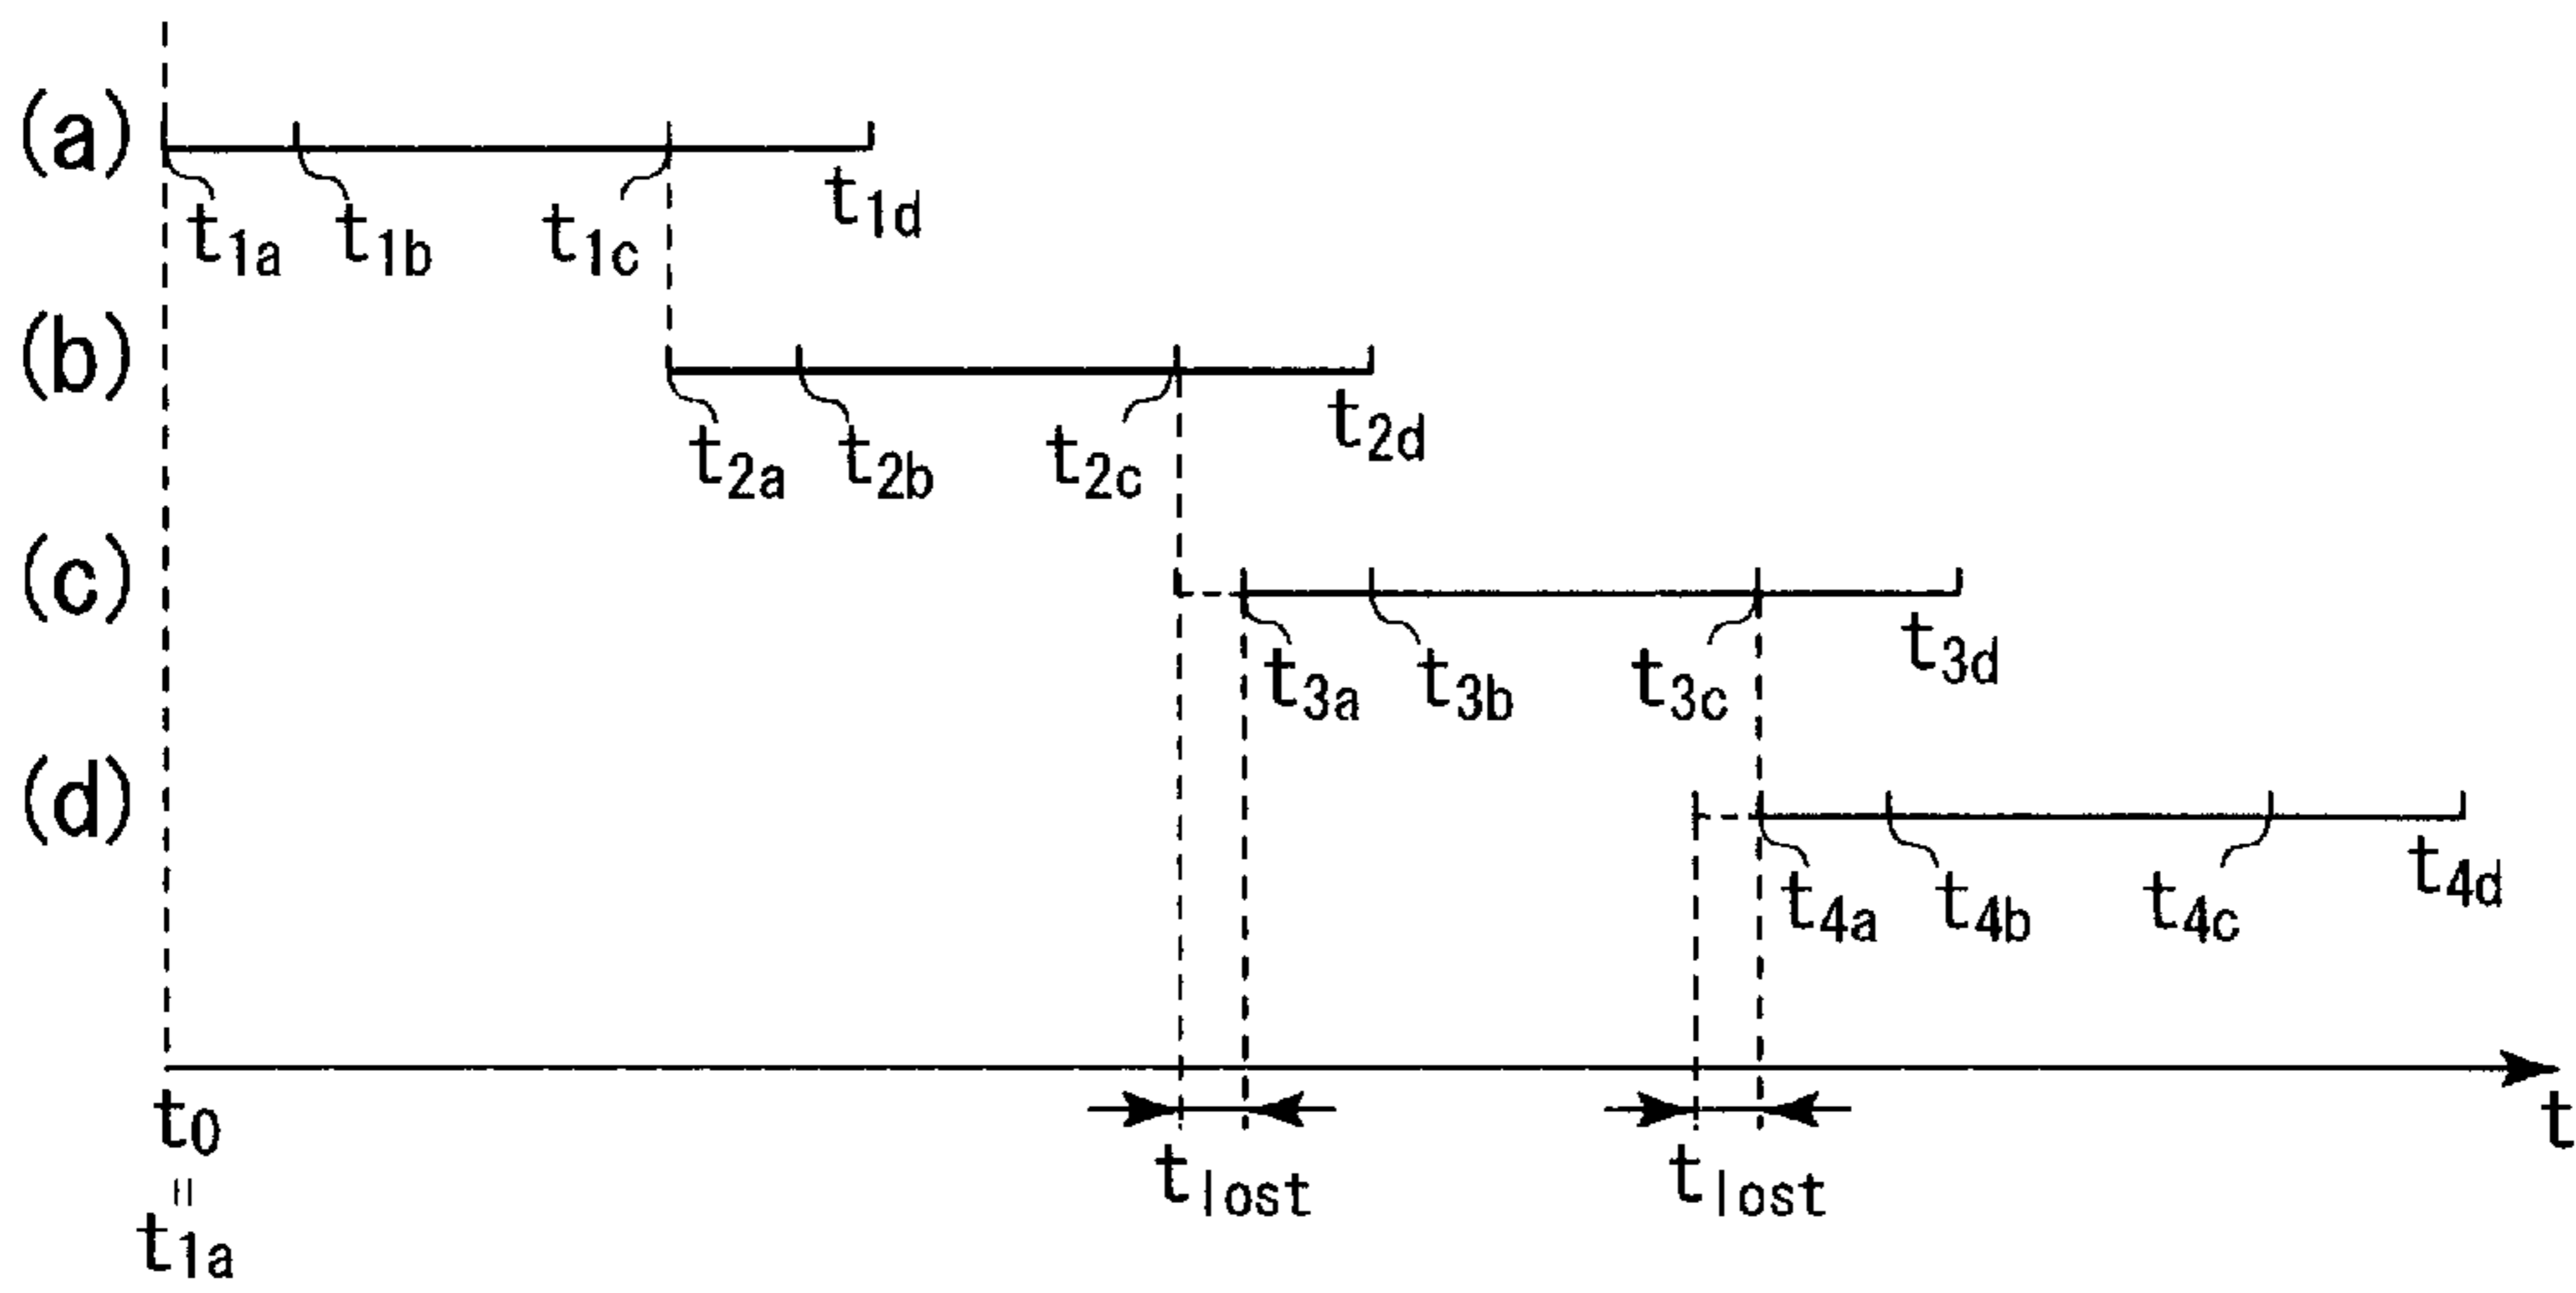 (a)
t1a t1b t1c t1d
(b)
t2a t2b t2c t2d
(c)
t3a t3b t3c t3d
(d)
t4a t4b t4c t4d
t0 tlost tlost t
=
t1a